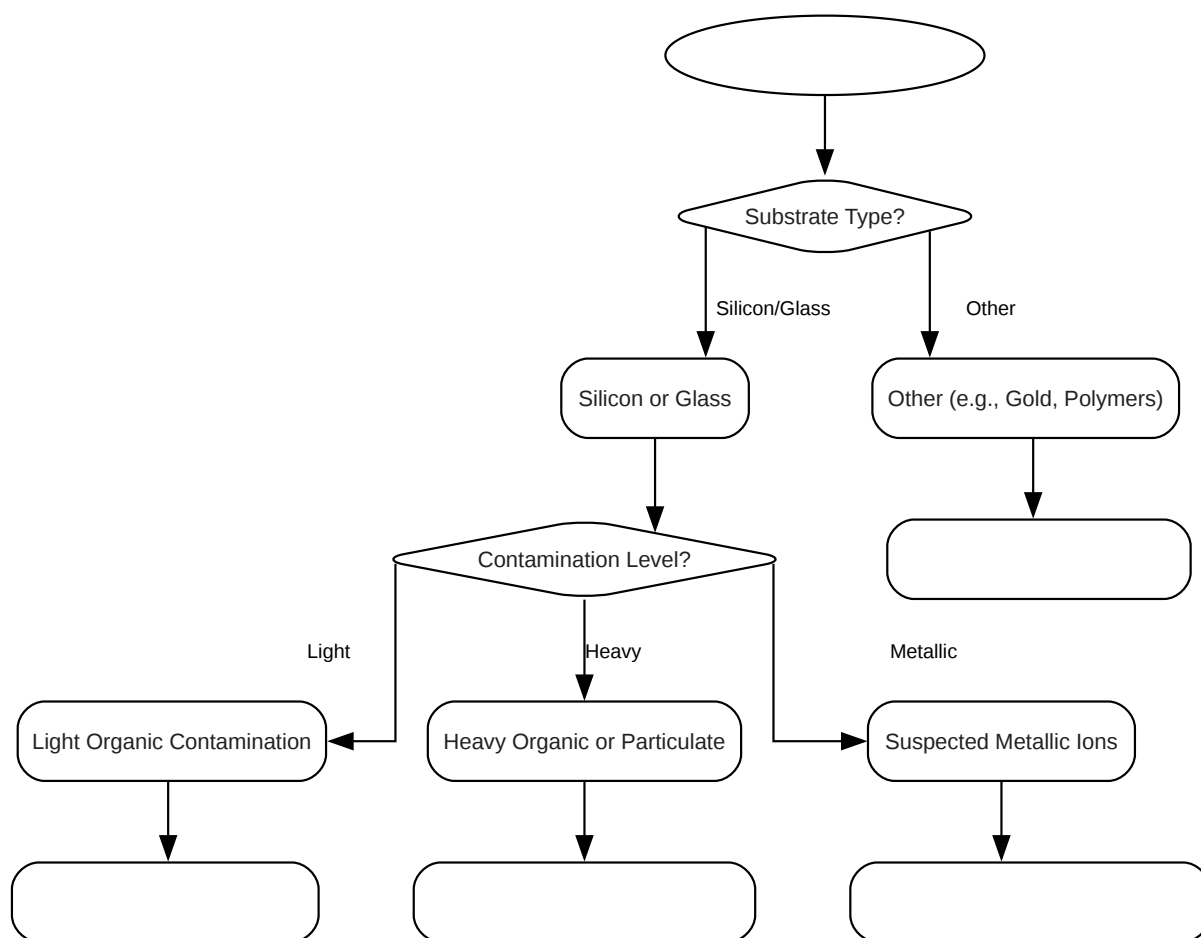 Substrate Type?
Silicon/Glass
Other
Silicon or Glass
Other (e.g., Gold, Polymers)
Contamination Level?
Light
Heavy
Metallic
Light Organic Contamination
Heavy Organic or Particulate
Suspected Metallic Ions